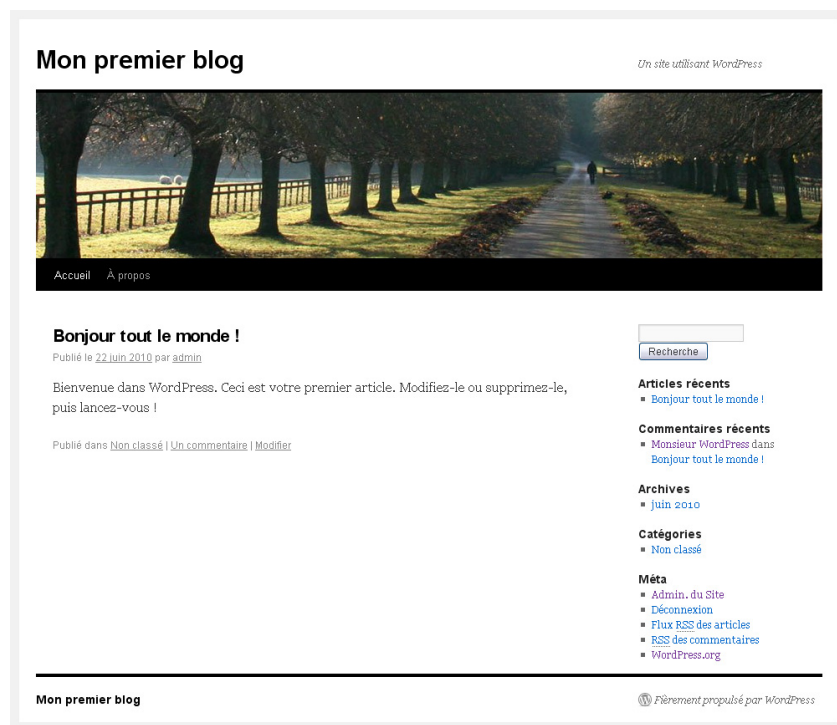 Mon premier blog
Un site utilisant WordPress
Accueil À propos
Bonjour tout le monde !
Publié le 22 juin 2010 par admin
Bienvenue dans WordPress. Ceci est votre premier article. Modifiez-le ou supprimez-le,
puis lancez-vous !
Publié dans Non classé | Un commentaire | Modifier
Recherche
Articles récents
Bonjour tout le monde !
Commentaires récents
Monsieur WordPress dans
Bonjour tout le monde !
Archives
juin 2010
Catégories
Non classé
Méta
Admin. du Site
Déconnexion
Flux RSS des articles
RSS des commentaires
WordPress.org
Mon premier blog
Fièrement propulsé par WordPress